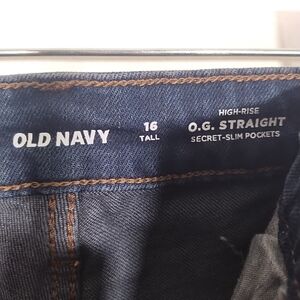 OLD NAVY
16
TALL
HIGH-RISE
O.G. STRAIGHT
SECRET-SLIM POCKETS